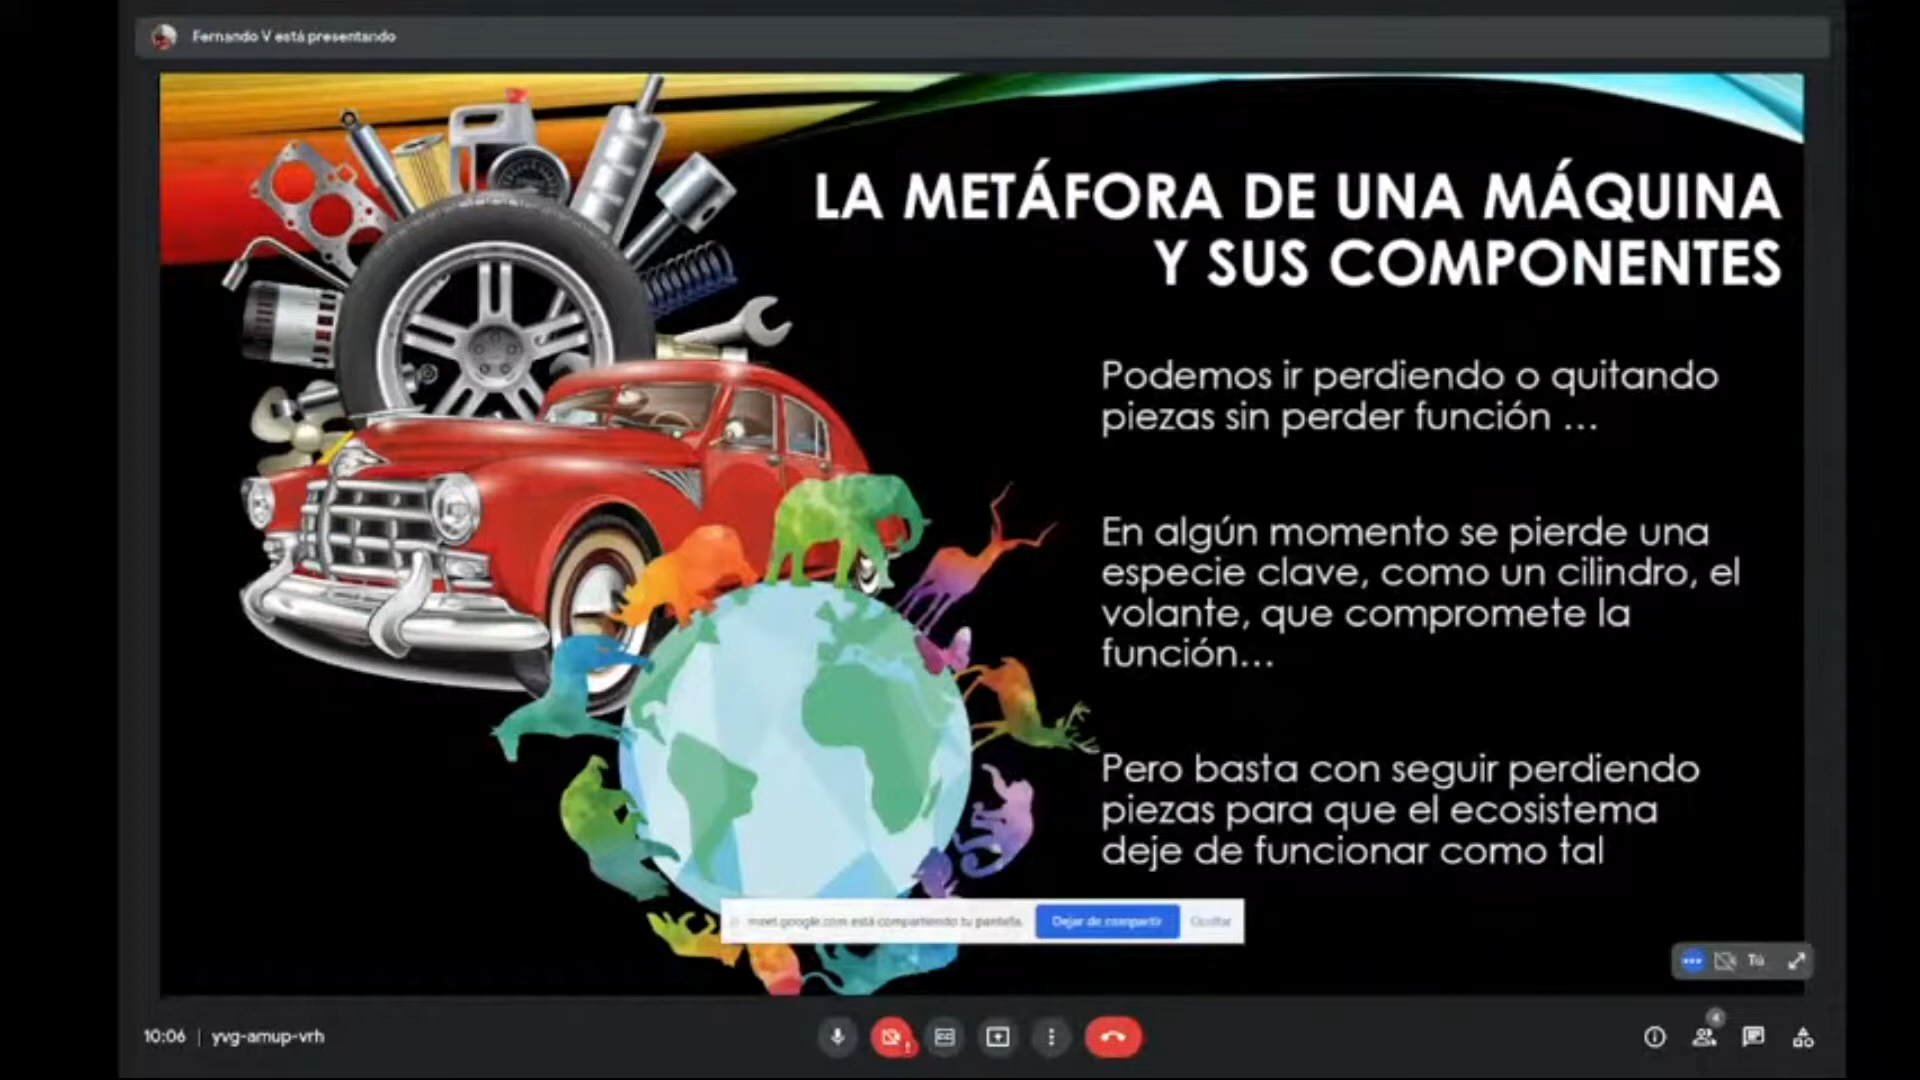 Fernando V está presentando
LA METÁFORA DE UNA MÁQUINA
Y SUS COMPONENTES
Podemos ir perdiendo o quitando
piezas sin perder función ...
En algún momento se pierde una
especie clave, como un cilindro, el
volante, que compromete la
función...
Pero basta con seguir perdiendo
piezas para que el ecosistema
deje de funcionar como tal
meet.google.com está compartiendo tu pantalla.
Dejar de compartir
Ocultar
Tú
10:06 | yvg-amup-vrh
4